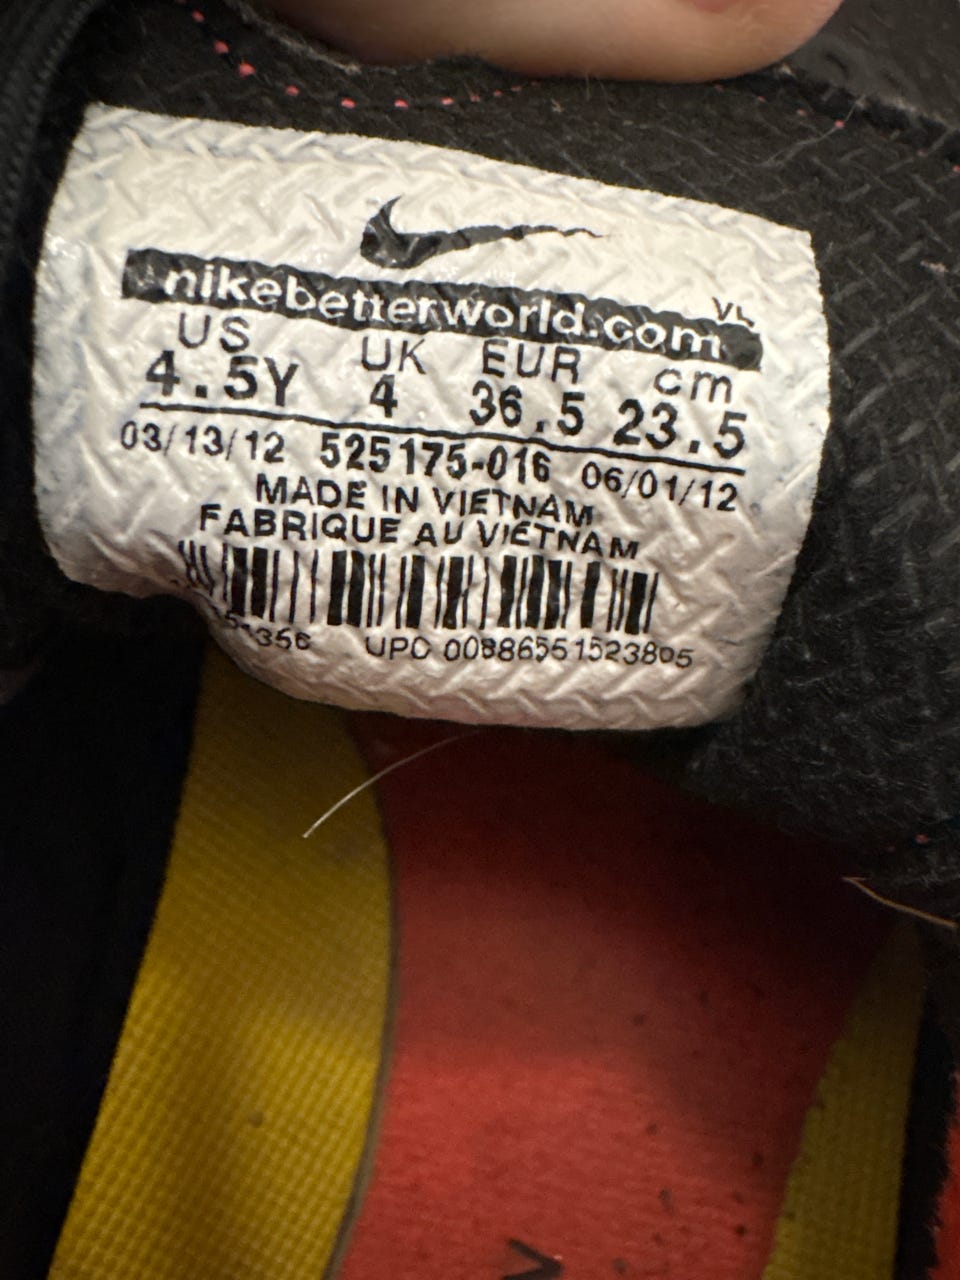 nikebetterworld.com
VL
US UK EUR cm
4.5Y 4 36.5 23.5
03/13/12 525175-016 06/01/12
MADE IN VIETNAM
FABRIQUE AU VIETNAM
UPC 00886551523805